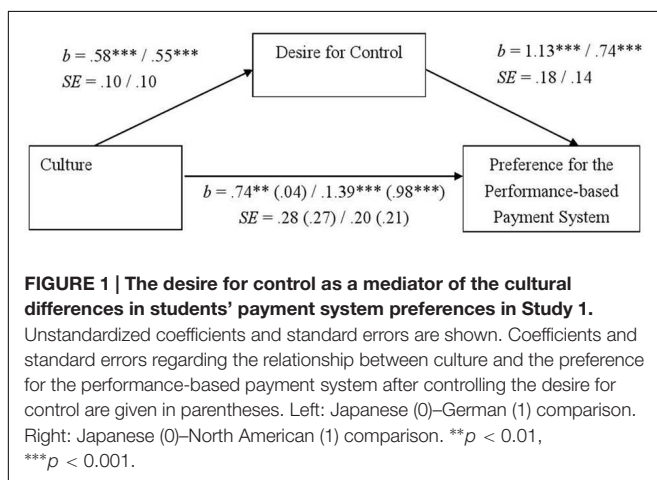 b = .58*** / .55***
SE = .10 / .10
Desire for Control
b = 1.13*** / .74***
SE = .18 / .14
Culture
b = .74** (.04) / .1.39*** (.98***)
SE = .28 (.27) / .20 (.21)
Preference for the
Performance-based
Payment System
FIGURE 1 | The desire for control as a mediator of the cultural
differences in students' payment system preferences in Study 1.
Unstandardized coefficients and standard errors are shown. Coefficients and
standard errors regarding the relationship between culture and the preference
for the performance-based payment system after controlling the desire for
control are given in parentheses. Left: Japanese (0)–German (1) comparison.
Right: Japanese (0)–North American (1) comparison. **p < 0.01,
***p < 0.001.